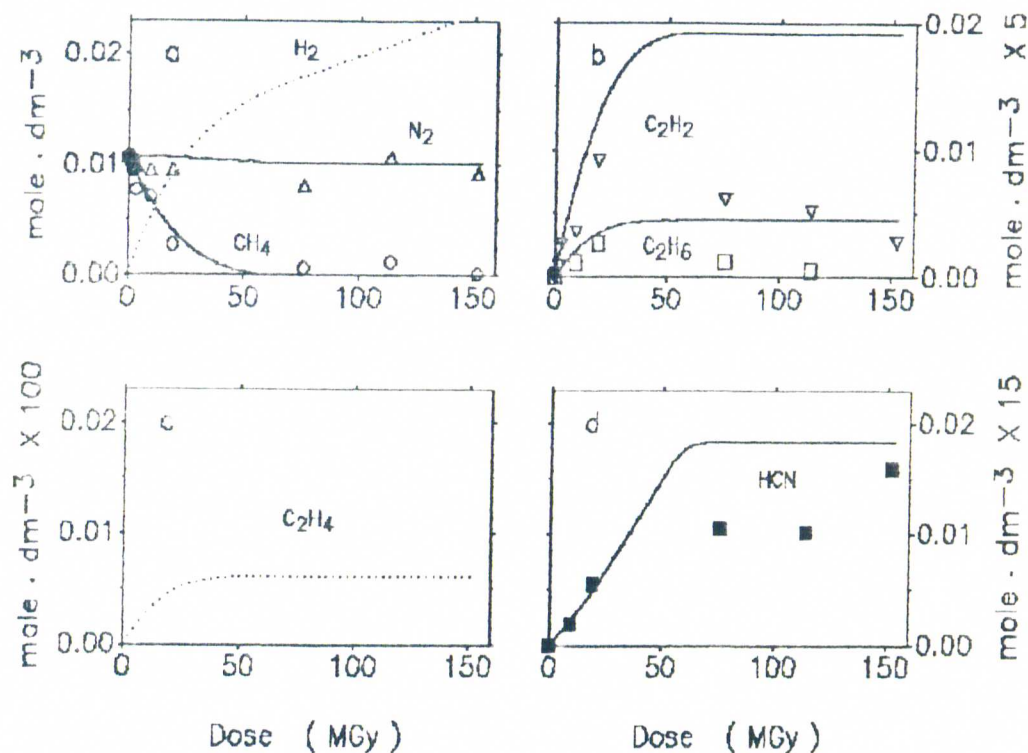 mole · dm−3
0.02
0.01
0.00
a
H2
N2
CH4
0 50 100 150
b
C2H2
C2H6
0.02
0.01
0.00
mole · dm−3 X 5
0 50 100 150
mole · dm−3 X 100
0.02
0.01
0.00
c
C2H4
0 50 100 150
Dose (MGy)
d
HCN
0.02
0.01
0.00
mole · dm−3 X 15
0 50 100 150
Dose (MGy)